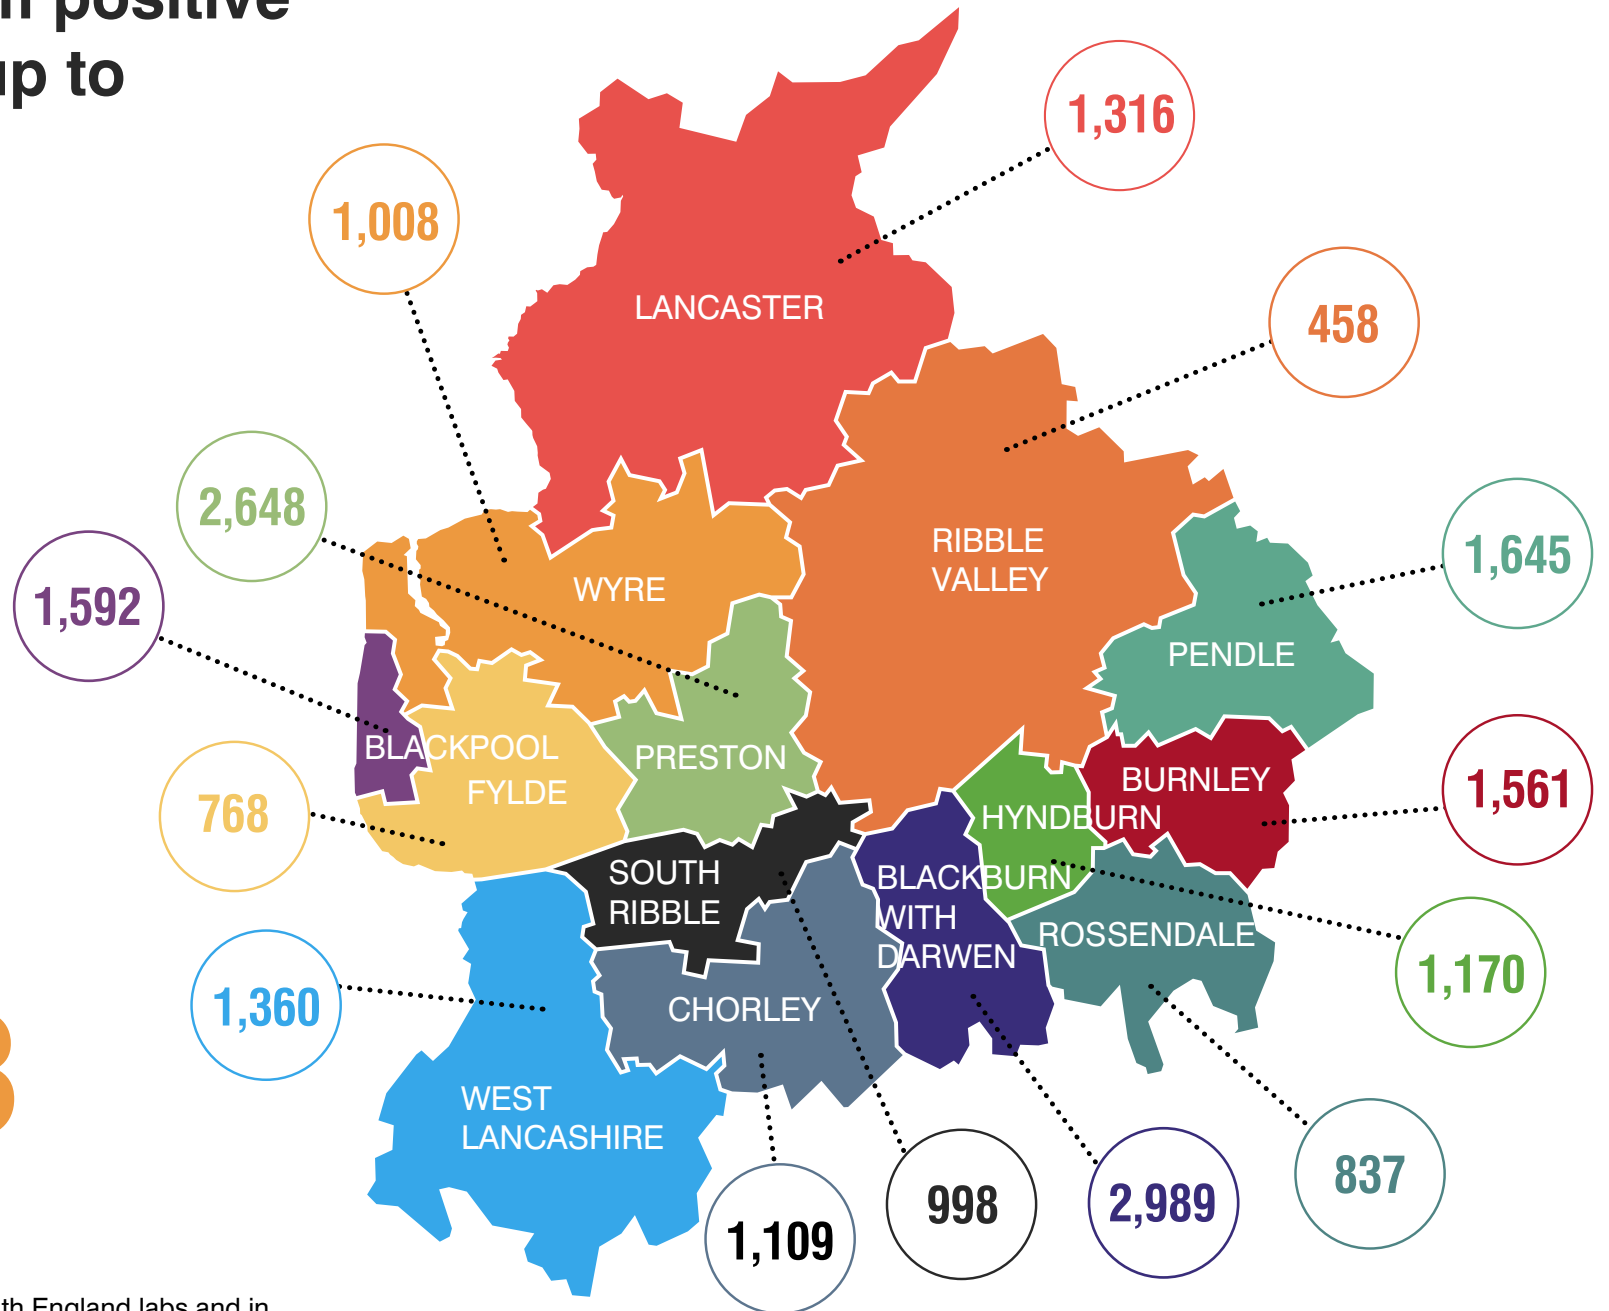 positive
up to
1,316
1,008
LANCASTER
458
2,648
RIBBLE
VALLEY
1,645
WYRE
1,592
PENDLE
BLACKPOOL
PRESTON
FYLDE
768
BURNLEY
1,561
HYNDBURN
SOUTH
RIBBLE
BLACKBURN
WITH
DARWEN
ROSSENDALE
1,170
1,360
CHORLEY
WEST
LANCASHIRE
1,109
998
2,989
837
England labs and in